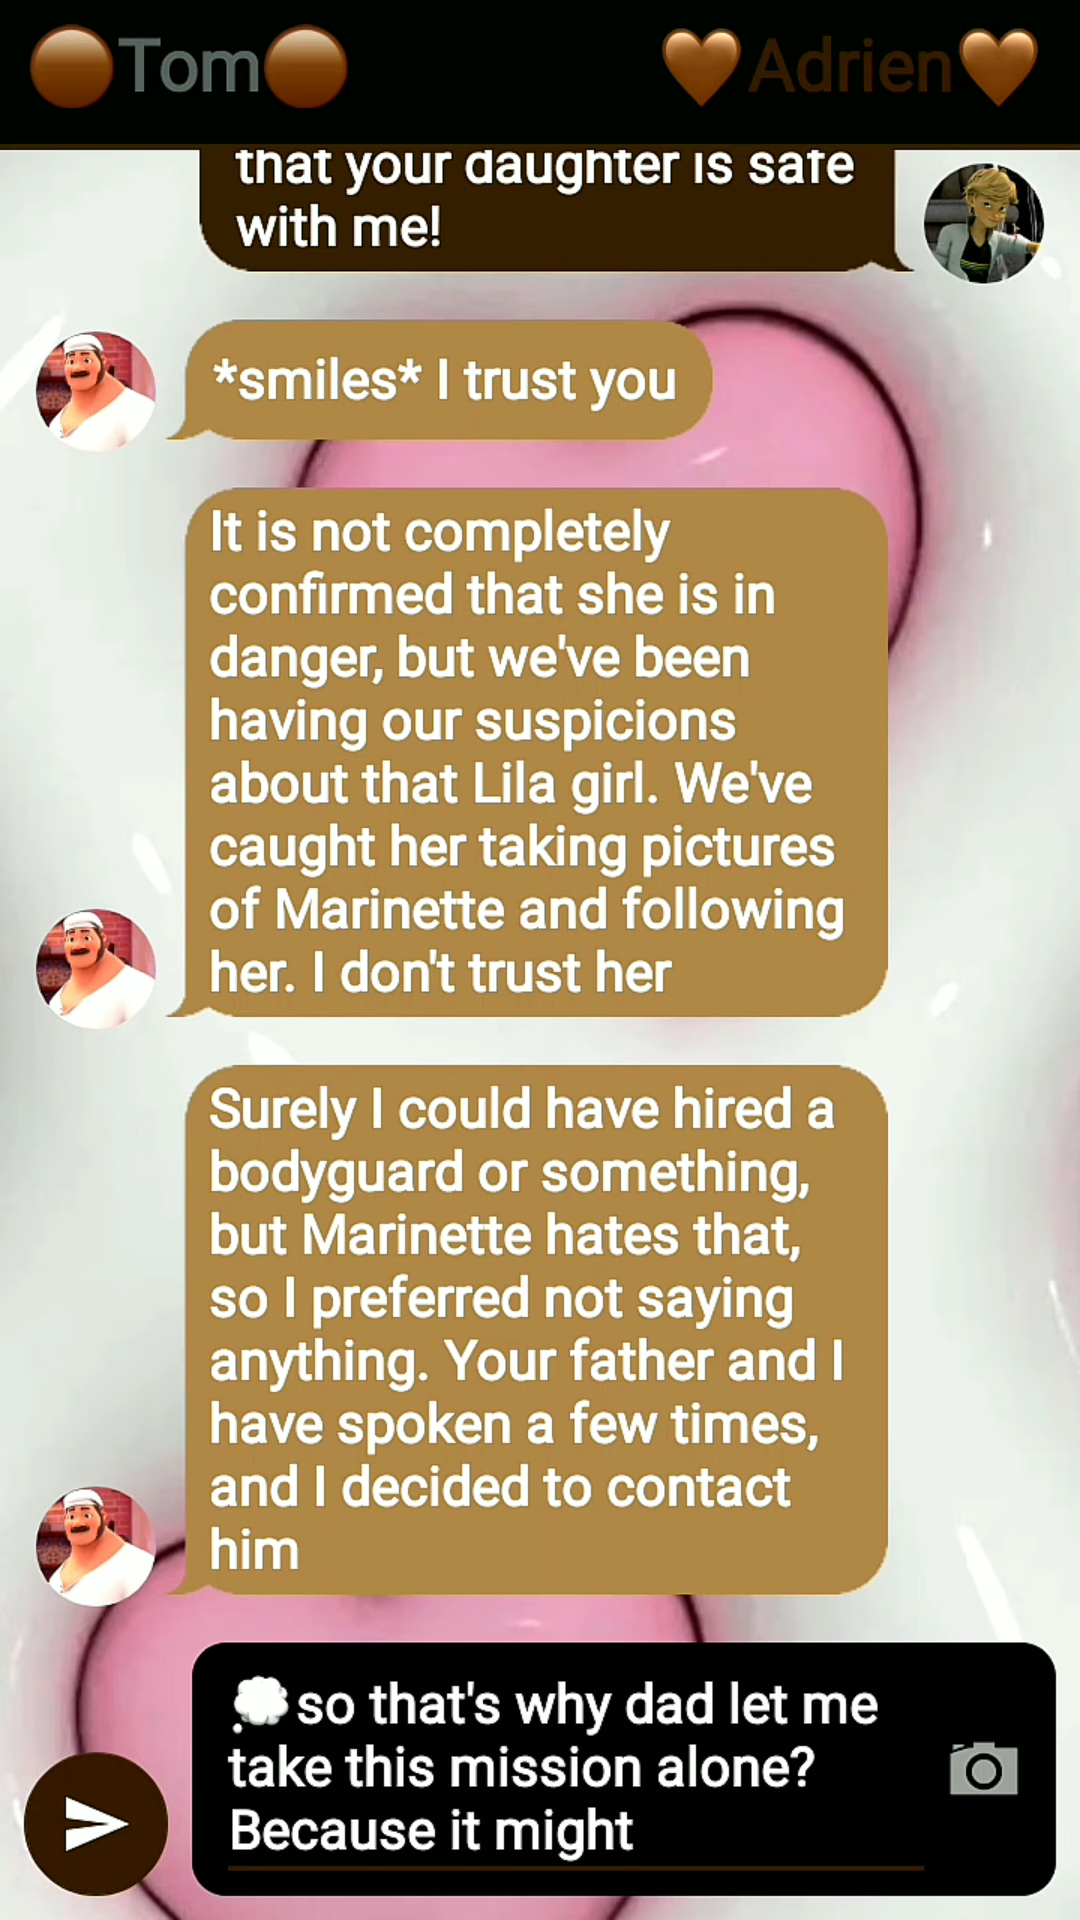 🟠Tom🟠 🧡Adrien🧡
that your daughter is safe
with me!
*smiles* I trust you
It is not completely
confirmed that she is in
danger, but we've been
having our suspicions
about that Lila girl. We've
caught her taking pictures
of Marinette and following
her. I don't trust her
Surely I could have hired a
bodyguard or something,
but Marinette hates that,
so I preferred not saying
anything. Your father and I
have spoken a few times,
and I decided to contact
him
💭so that's why dad let me
take this mission alone?
Because it might